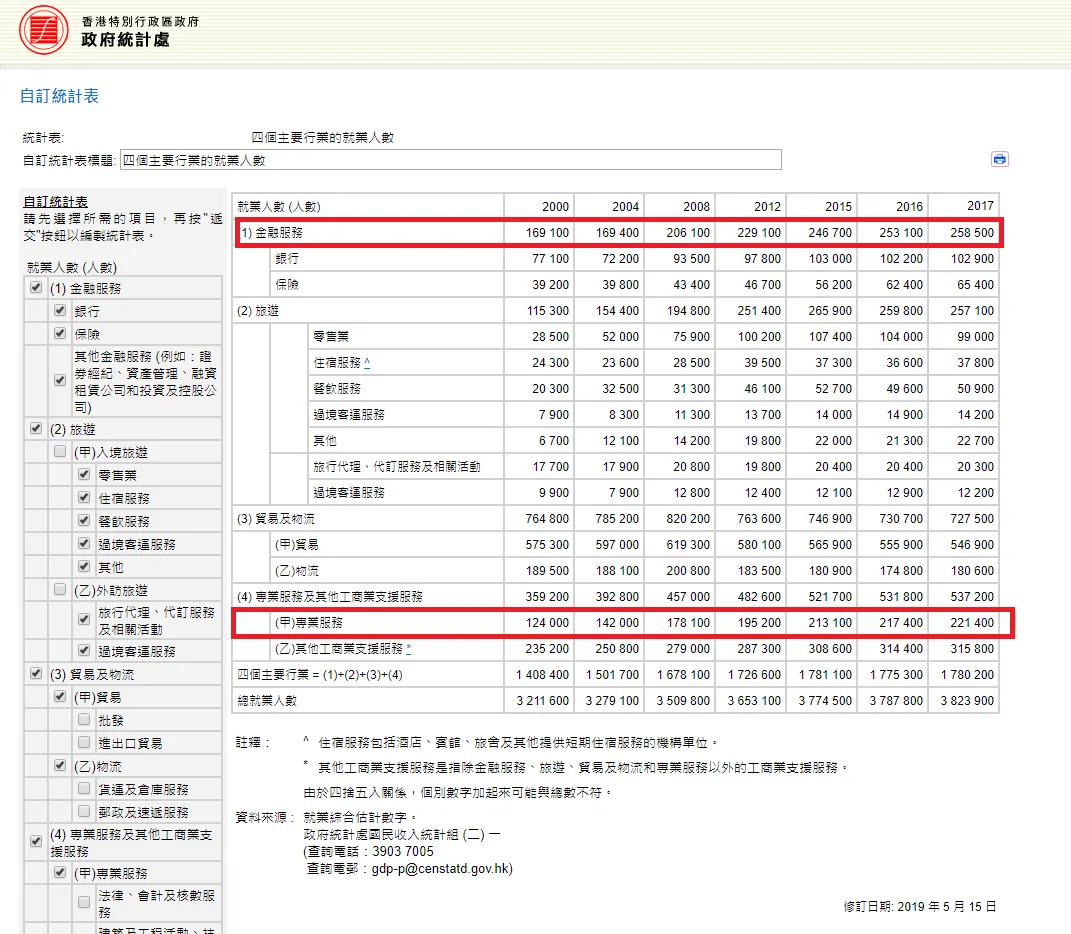 香港特別行政區政府
政府統計處
自訂統計表
統計表: 四個主要行業的就業人數
自訂統計表標題: 四個主要行業的就業人數
自訂統計表
請先選擇所需的項目，再按"遞
交"按鈕以編製統計表。
就業人數 (人數)
(1) 金融服務
銀行
保險
其他金融服務 (例如：證
券經紀、資產管理、融資
租賃公司和投資及控股公
司)
(2) 旅遊
(甲)入境旅遊
零售業
住宿服務
餐飲服務
過境客運服務
其他
(乙)外訪旅遊
旅行代理、代訂服務
及相關活動
過境客運服務
(3) 貿易及物流
(甲)貿易
批發
進出口貿易
(乙)物流
貨運及倉庫服務
郵政及速遞服務
(4) 專業服務及其他工商業支
援服務
(甲)專業服務
法律、會計及核數服
務
就業人數 (人數) 2000 2004 2008 2012 2015 2016 2017
1) 金融服務 169 100 169 400 206 100 229 100 246 700 253 100 258 500
銀行 77 100 72 200 93 500 97 800 103 000 102 200 102 900
保險 39 200 39 800 43 400 46 700 56 200 62 400 65 400
(2) 旅遊 115 300 154 400 194 800 251 400 265 900 259 800 257 100
零售業 28 500 52 000 75 900 100 200 107 400 104 000 99 000
住宿服務 ^ 24 300 23 600 28 500 39 500 37 300 36 600 37 800
餐飲服務 20 300 32 500 31 300 46 100 52 700 49 600 50 900
過境客運服務 7 900 8 300 11 300 13 700 14 000 14 900 14 200
其他 6 700 12 100 14 200 19 800 22 000 21 300 22 700
旅行代理、代訂服務及相關活動 17 700 17 900 20 800 19 800 20 400 20 400 20 300
過境客運服務 9 900 7 900 12 800 12 400 12 100 12 900 12 200
(3) 貿易及物流 764 800 785 200 820 200 763 600 746 900 730 700 727 500
(甲)貿易 575 300 597 000 619 300 580 100 565 900 555 900 546 900
(乙)物流 189 500 188 100 200 800 183 500 180 900 174 800 180 600
(4) 專業服務及其他工商業支援服務 359 200 392 800 457 000 482 600 521 700 531 800 537 200
(甲)專業服務 124 000 142 000 178 100 195 200 213 100 217 400 221 400
(乙)其他工商業支援服務 * 235 200 250 800 279 000 287 300 308 600 314 400 315 800
四個主要行業 = (1)+(2)+(3)+(4) 1 408 400 1 501 700 1 678 100 1 726 600 1 781 100 1 775 300 1 780 200
總就業人數 3 211 600 3 279 100 3 509 800 3 653 100 3 774 500 3 787 800 3 823 900
註釋： ^ 住宿服務包括酒店、賓館、旅舍及其他提供短期住宿服務的機構單位。
* 其他工商業支援服務是指除金融服務、旅遊、貿易及物流和專業服務以外的工商業支援服務。
由於四捨五入關係，個別數字加起來可能與總數不符。
資料來源： 就業綜合估計數字。
政府統計處國民收入統計組 (二) 一
(查詢電話：3903 7005
查詢電郵：gdp-p@censtatd.gov.hk)
修訂日期: 2019 年 5 月 15 日